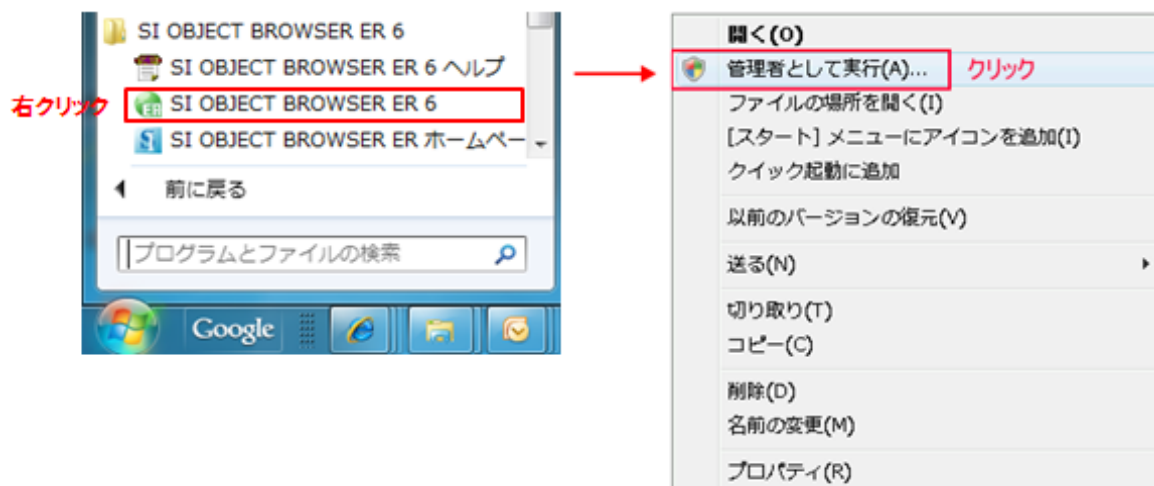 SI OBJECT BROWSER ER 6
SI OBJECT BROWSER ER 6 ヘルプ
右クリック
SI OBJECT BROWSER ER 6
SI OBJECT BROWSER ER ホームペー
前に戻る
プログラムとファイルの検索
Google
開く(O)
管理者として実行(A)...
クリック
ファイルの場所を開く(I)
[スタート] メニューにアイコンを追加(I)
クイック起動に追加
以前のバージョンの復元(V)
送る(N)
切り取り(T)
コピー(C)
削除(D)
名前の変更(M)
プロパティ(R)